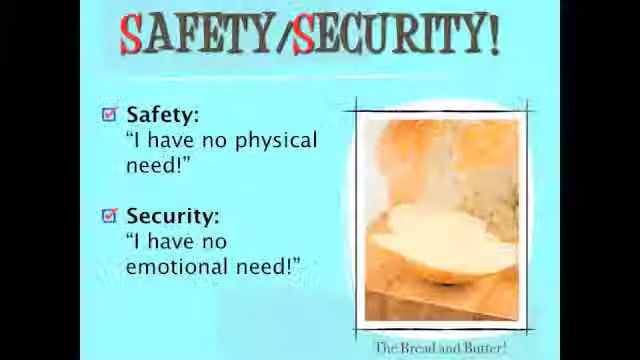 SAFETY/SECURITY!
Safety:
“I have no physical
need!”
Security:
“I have no
emotional need!”
The Bread and Butter!